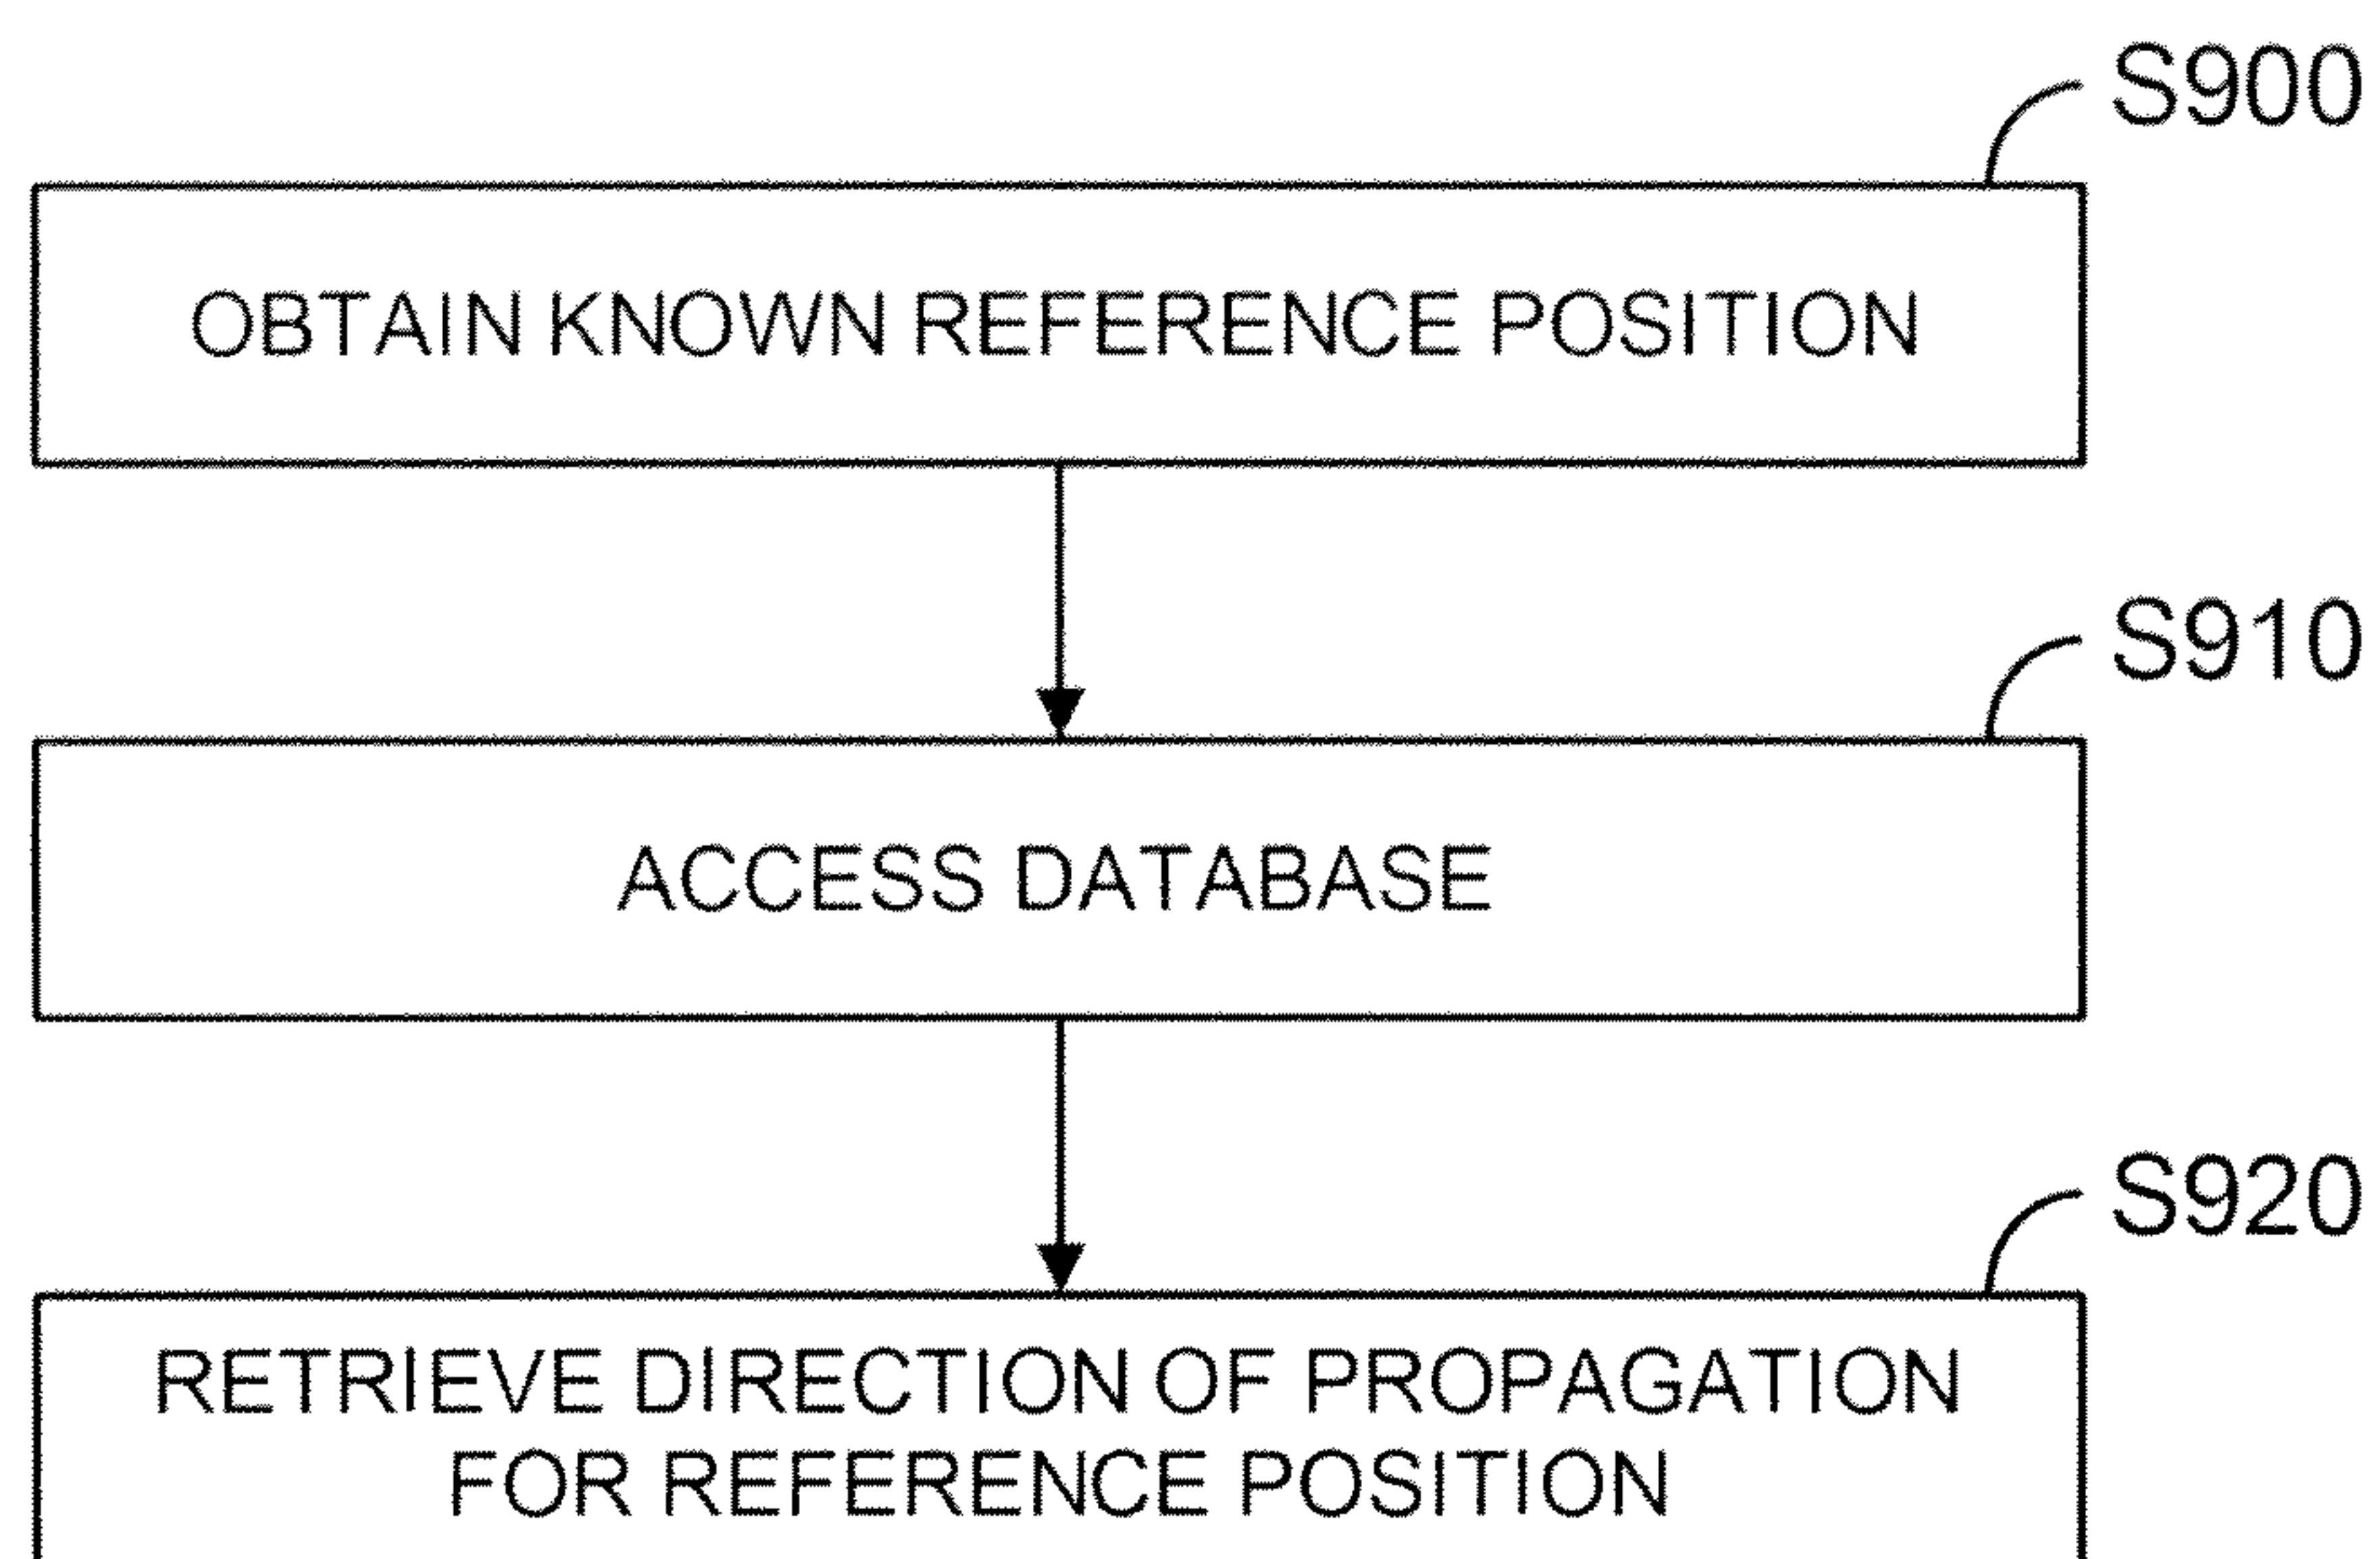 S900
OBTAIN KNOWN REFERENCE POSITION
S910
ACCESS DATABASE
S920
RETRIEVE DIRECTION OF PROPAGATION
FOR REFERENCE POSITION